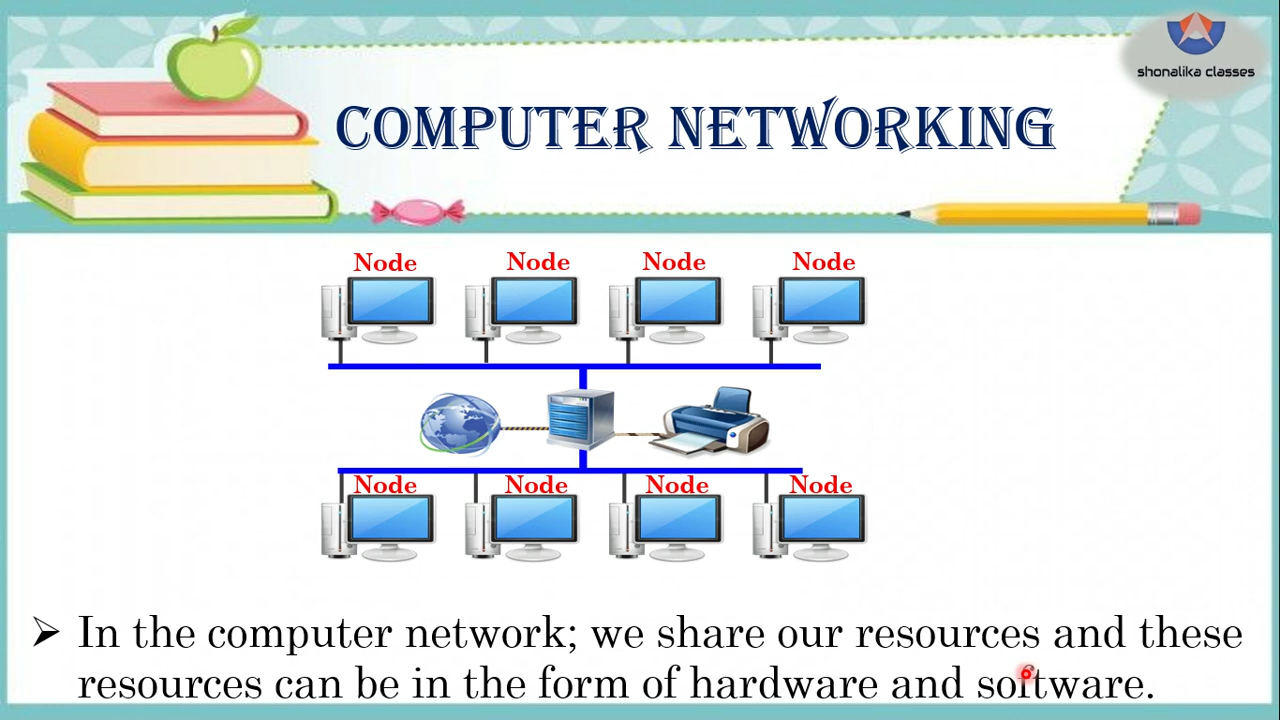 shonalika classes
COMPUTER NETWORKING
Node Node Node Node
Node Node Node Node
➢ In the computer network; we share our resources and these
resources can be in the form of hardware and software.
6